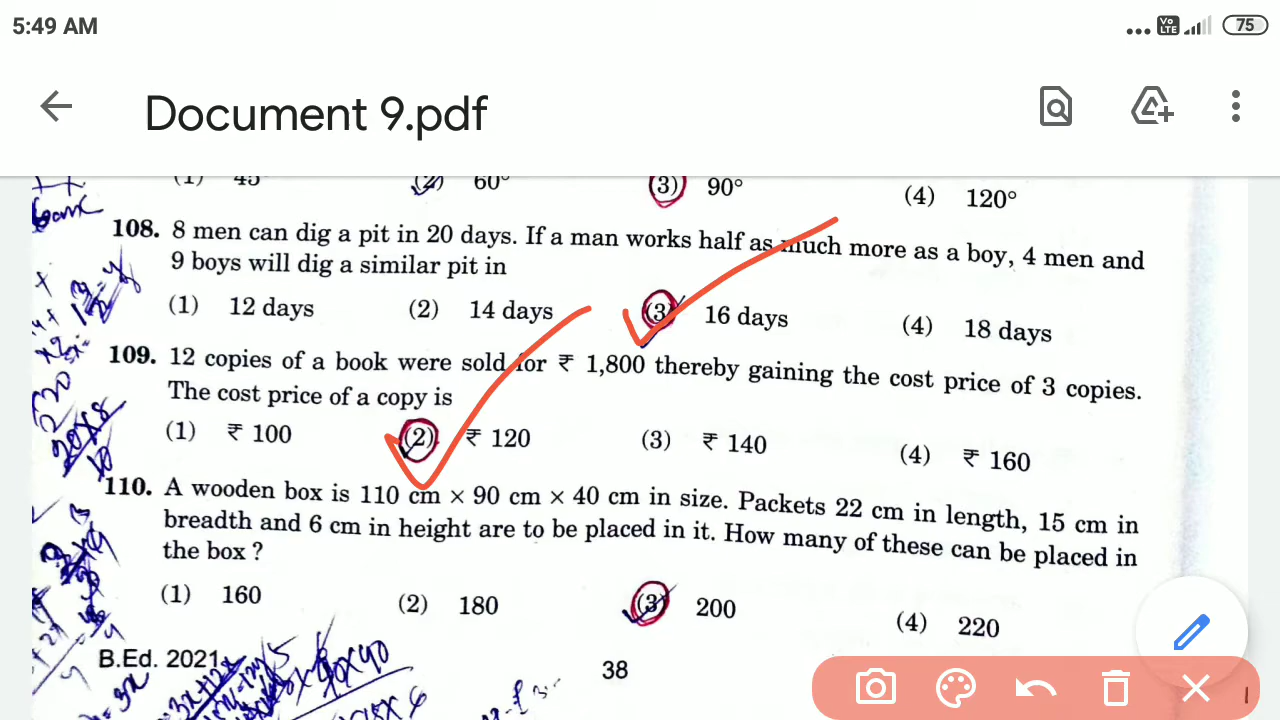 5:49 AM
Vo LTE
75
Document 9.pdf
(1) 45° (2) 60° (3) 90° (4) 120°
108. 8 men can dig a pit in 20 days. If a man works half as much more as a boy, 4 men and
9 boys will dig a similar pit in
(1) 12 days (2) 14 days (3) 16 days (4) 18 days
109. 12 copies of a book were sold for ₹ 1,800 thereby gaining the cost price of 3 copies.
The cost price of a copy is
(1) ₹ 100 (2) ₹ 120 (3) ₹ 140 (4) ₹ 160
110. A wooden box is 110 cm × 90 cm × 40 cm in size. Packets 22 cm in length, 15 cm in
breadth and 6 cm in height are to be placed in it. How many of these can be placed in
the box ?
(1) 160 (2) 180 (3) 200 (4) 220
B.Ed. 2021
38